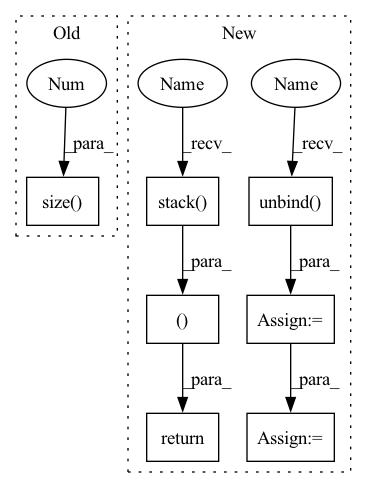 Old
New
Num
Name
Name
_para_
_recv_
_recv_
size()
stack()
unbind()
_para_
_para_
()
Assign:=
_para_
_para_
return
Assign:=